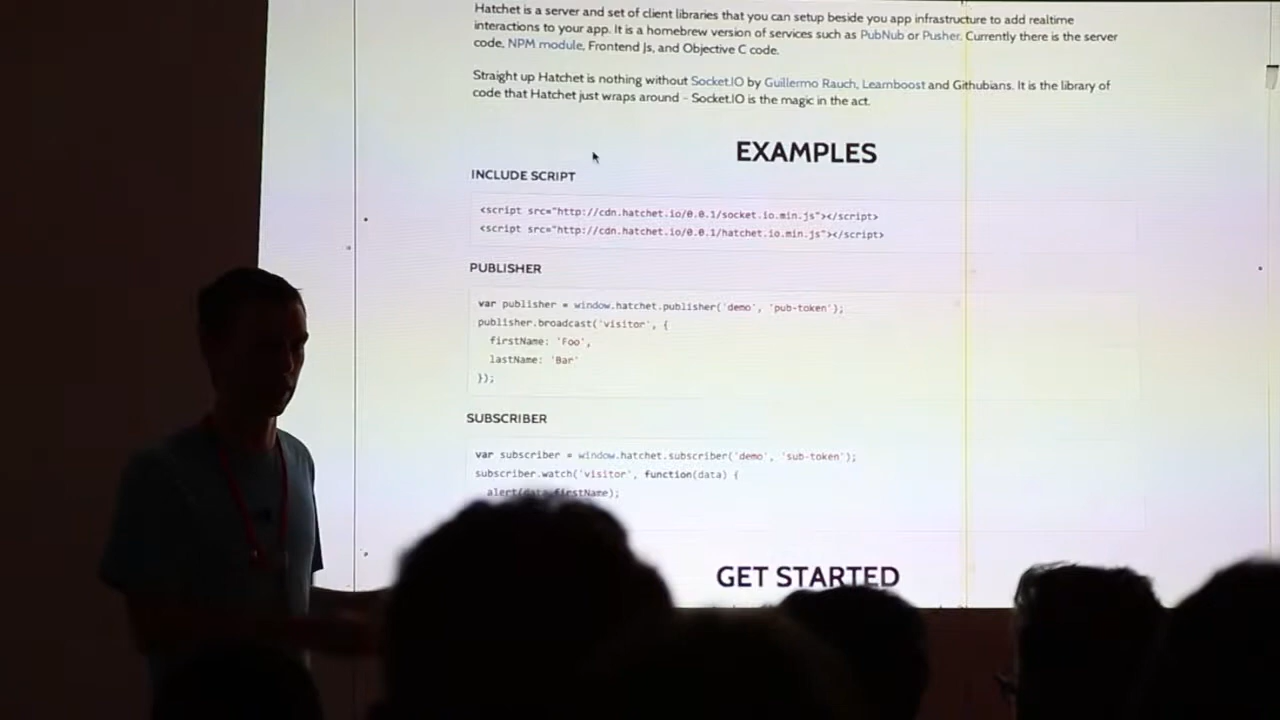 Hatchet is a server and set of client libraries that you can setup beside you app infrastructure to add realtime
interactions to your app. It is a homebrew version of services such as PubNub or Pusher. Currently there is the server
code, NPM module, Frontend Js, and Objective C code.
Straight up Hatchet is nothing without Socket.IO by Guillermo Rauch, Learnboost and Githubians. It is the library of
code that Hatchet just wraps around - Socket.IO is the magic in the act.
EXAMPLES
INCLUDE SCRIPT
<script src="http://cdn.hatchet.io/0.0.1/socket.io.min.js"></script>
<script src="http://cdn.hatchet.io/0.0.1/hatchet.io.min.js"></script>
PUBLISHER
var publisher = window.hatchet.publisher('demo', 'pub-token');
publisher.broadcast('visitor', {
firstName: 'Foo',
lastName: 'Bar'
});
SUBSCRIBER
var subscriber = window.hatchet.subscriber('demo', 'sub-token');
subscriber.watch('visitor', function(data) {
alert(data.firstName);
GET STARTED